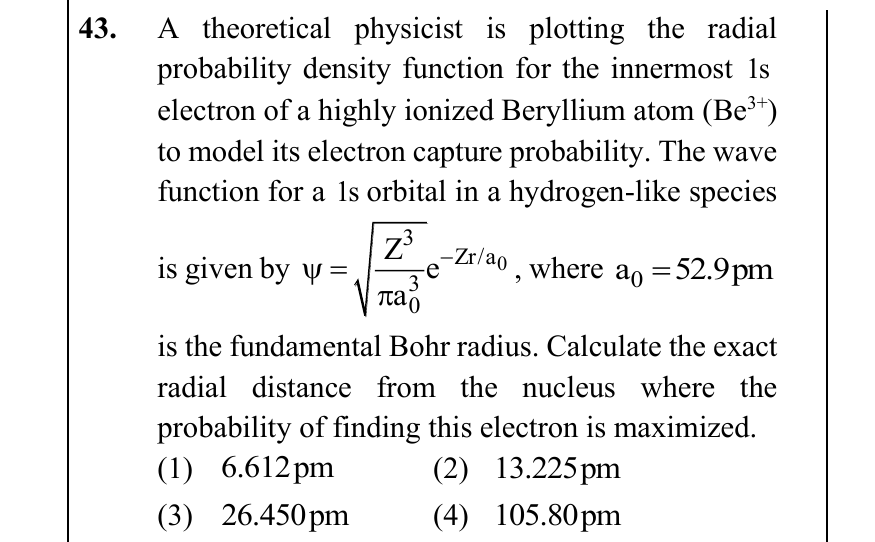 43. A theoretical physicist is plotting the radial
probability density function for the innermost 1s
electron of a highly ionized Beryllium atom (Be³⁺)
to model its electron capture probability. The wave
function for a 1s orbital in a hydrogen-like species
is given by ψ = √(Z³/πa₀³) e^(−Zr/a₀), where a₀ = 52.9pm
is the fundamental Bohr radius. Calculate the exact
radial distance from the nucleus where the
probability of finding this electron is maximized.
(1) 6.612pm (2) 13.225pm
(3) 26.450pm (4) 105.80pm